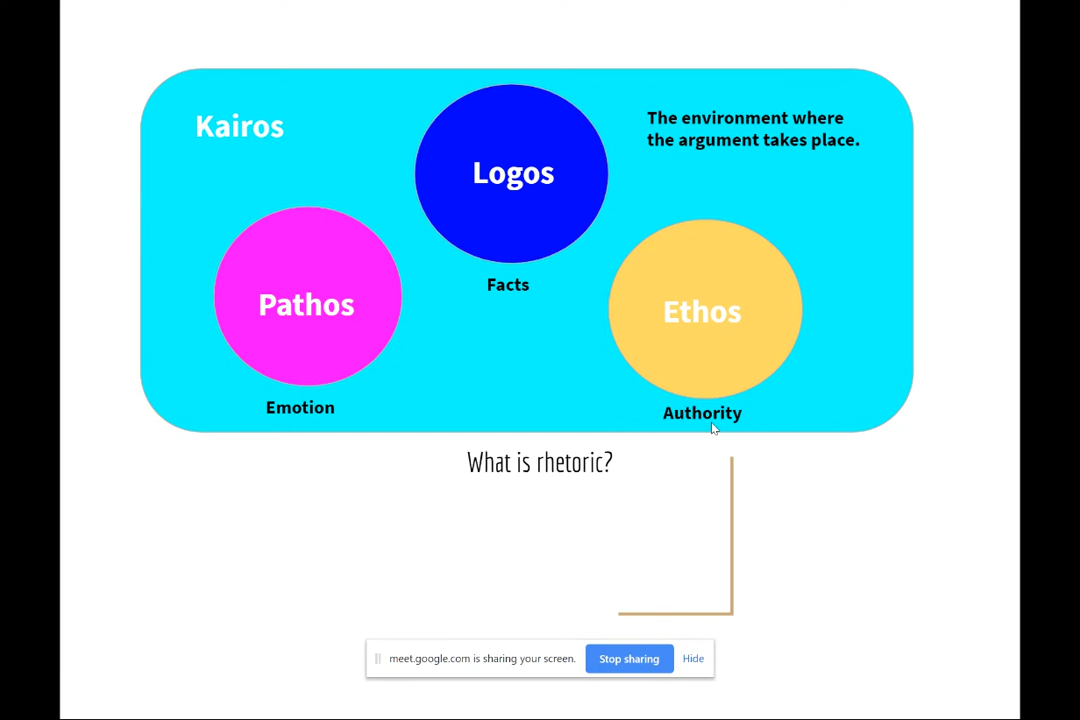 Kairos
Logos
The environment where
the argument takes place.
Pathos
Facts
Ethos
Emotion
Authority
What is rhetoric?
meet.google.com is sharing your screen.
Stop sharing
Hide